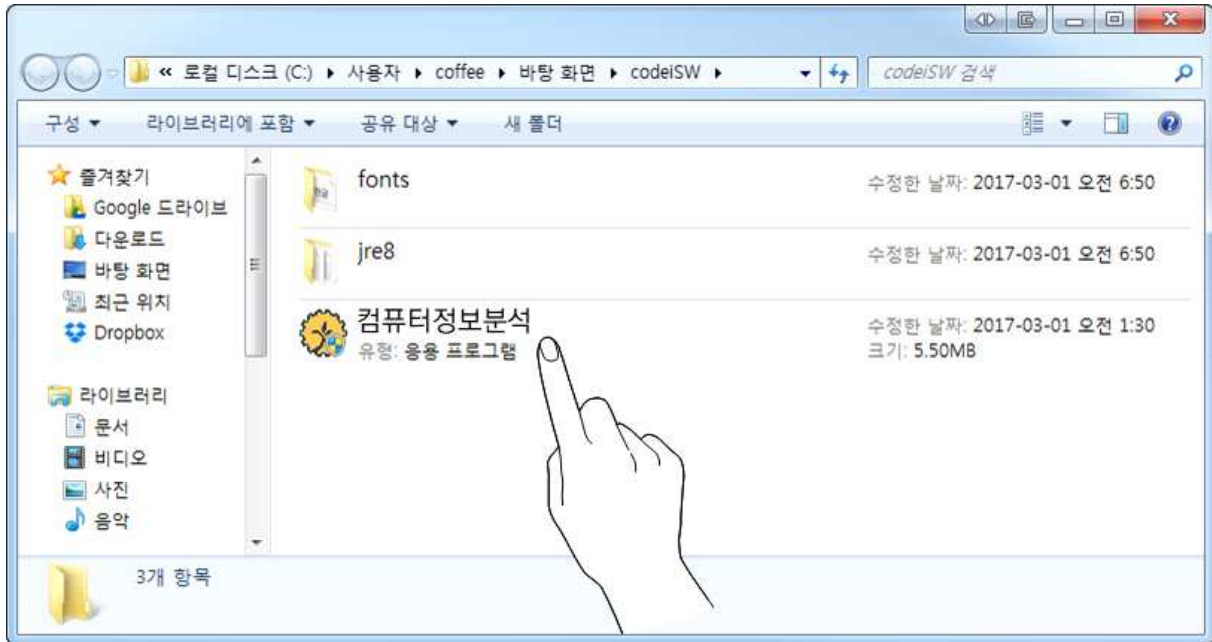 « 로컬 디스크 (C:) ▸ 사용자 ▸ coffee ▸ 바탕 화면 ▸ codeiSW ▸
codeiSW 검색
구성 ▾ 라이브러리에 포함 ▾ 공유 대상 ▾ 새 폴더
즐겨찾기
Google 드라이브
다운로드
바탕 화면
최근 위치
Dropbox
라이브러리
문서
비디오
사진
음악
fonts
수정한 날짜: 2017-03-01 오전 6:50
jre8
수정한 날짜: 2017-03-01 오전 6:50
컴퓨터정보분석
유형: 응용 프로그램
수정한 날짜: 2017-03-01 오전 1:30
크기: 5.50MB
3개 항목